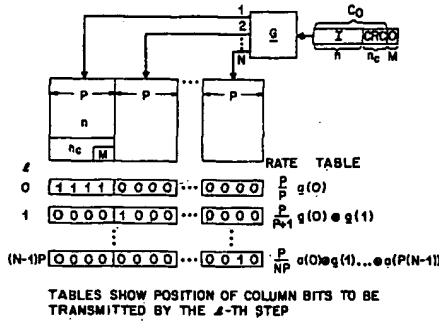 C0
1
2
N
G
I CRC 0
n nc M
P P ... P
n
nc M
ℓ RATE TABLE
0 1111 0000 ... 0000 P/P a(0)
1 0000 1000 ... 0000 P/P+1 a(0) ⊕ a(1)
(N-1)P 0000 0000 ... 0010 P/NP a(0) ⊕ a(1)... ⊕ a(P(N-1))
TABLES SHOW POSITION OF COLUMN BITS TO BE
TRANSMITTED BY THE ℓ-TH STEP